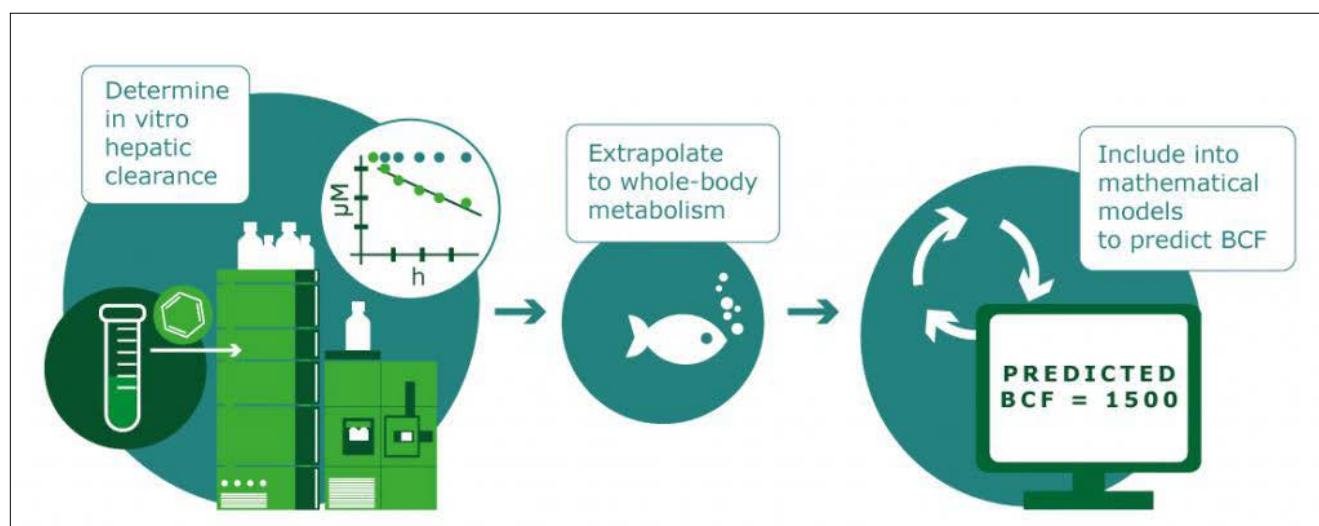 Determine
in vitro
hepatic
clearance
µM
h
Extrapolate
to whole-body
metabolism
Include into
mathematical
models
to predict BCF
PREDICTED
BCF = 1500